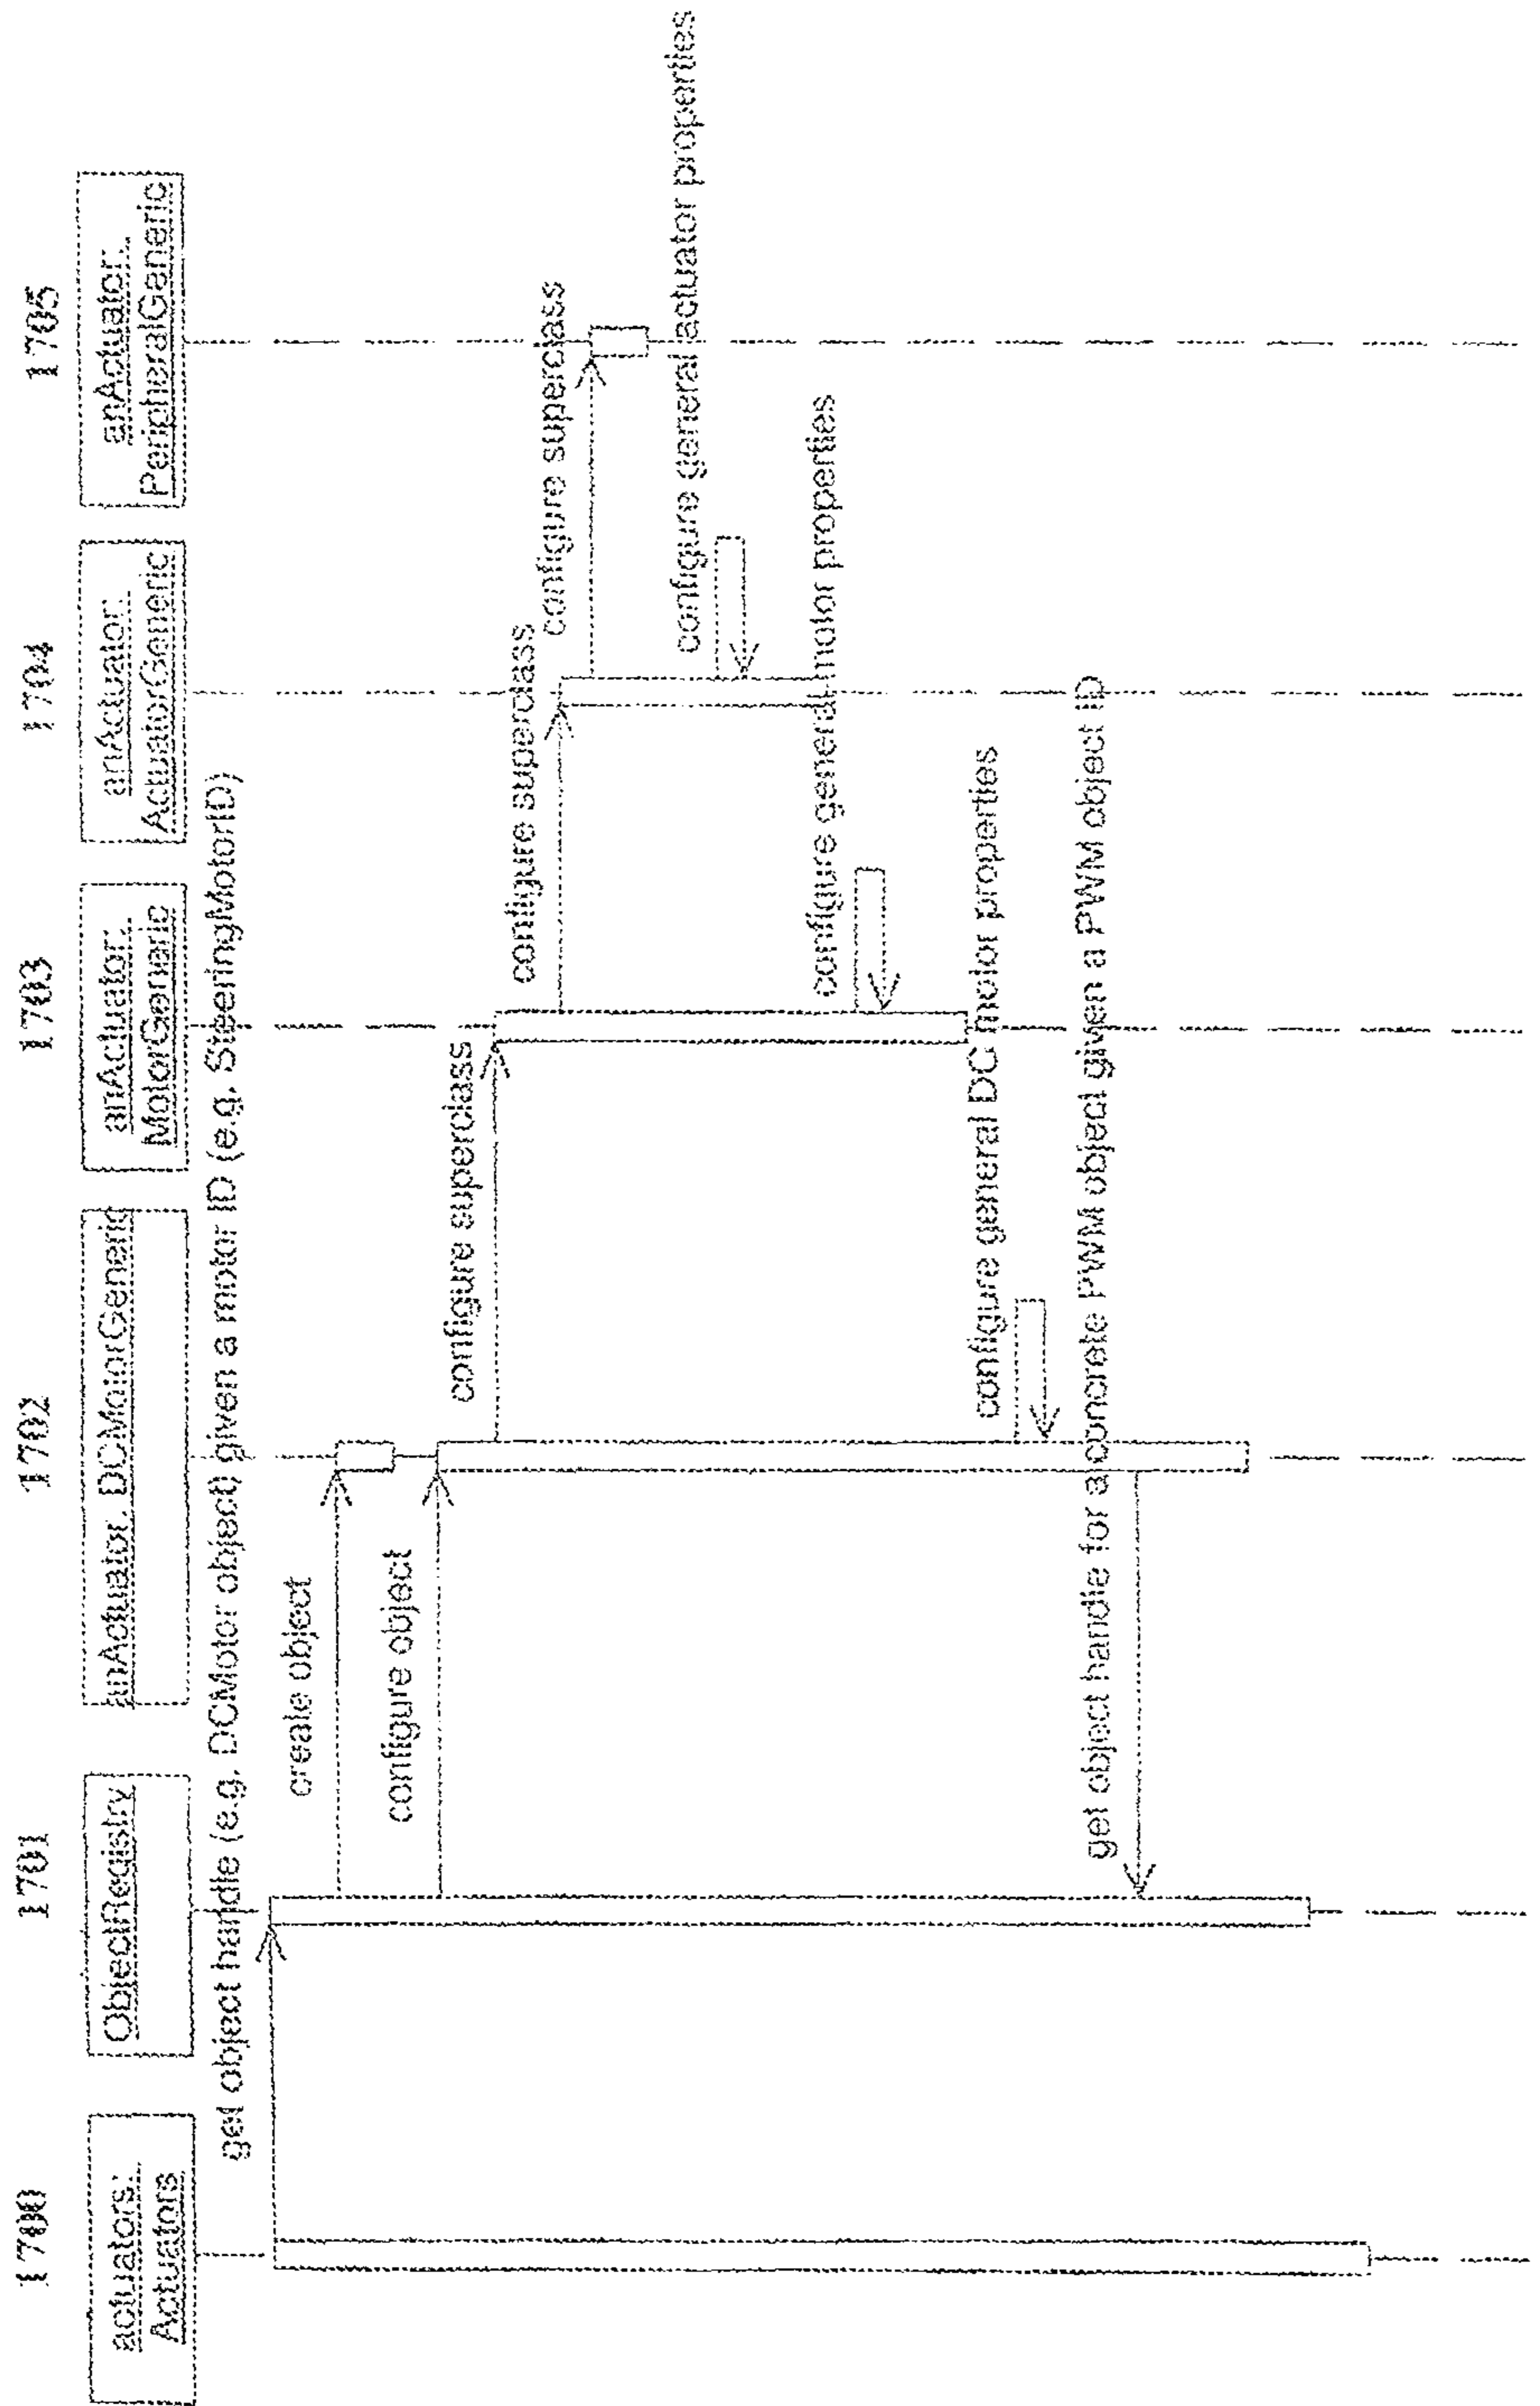 1700
1701
1702
1703
1704
1705
actuators:
Actuators
ObjectRegistry
anActuator: DCMotorGeneric
anActuator:
MotorGeneric
anActuator:
ActuatorGeneric
anActuator:
PeripheralGeneric
get object handle (e.g. DCMotor object) given a motor ID (e.g. SteeringMotorID)
create object
configure object
configure superclass
configure superclass
configure superclass
configure general actuator properties
configure general motor properties
configure general DC motor properties
get object handle for a concrete PWM object given a PWM object ID